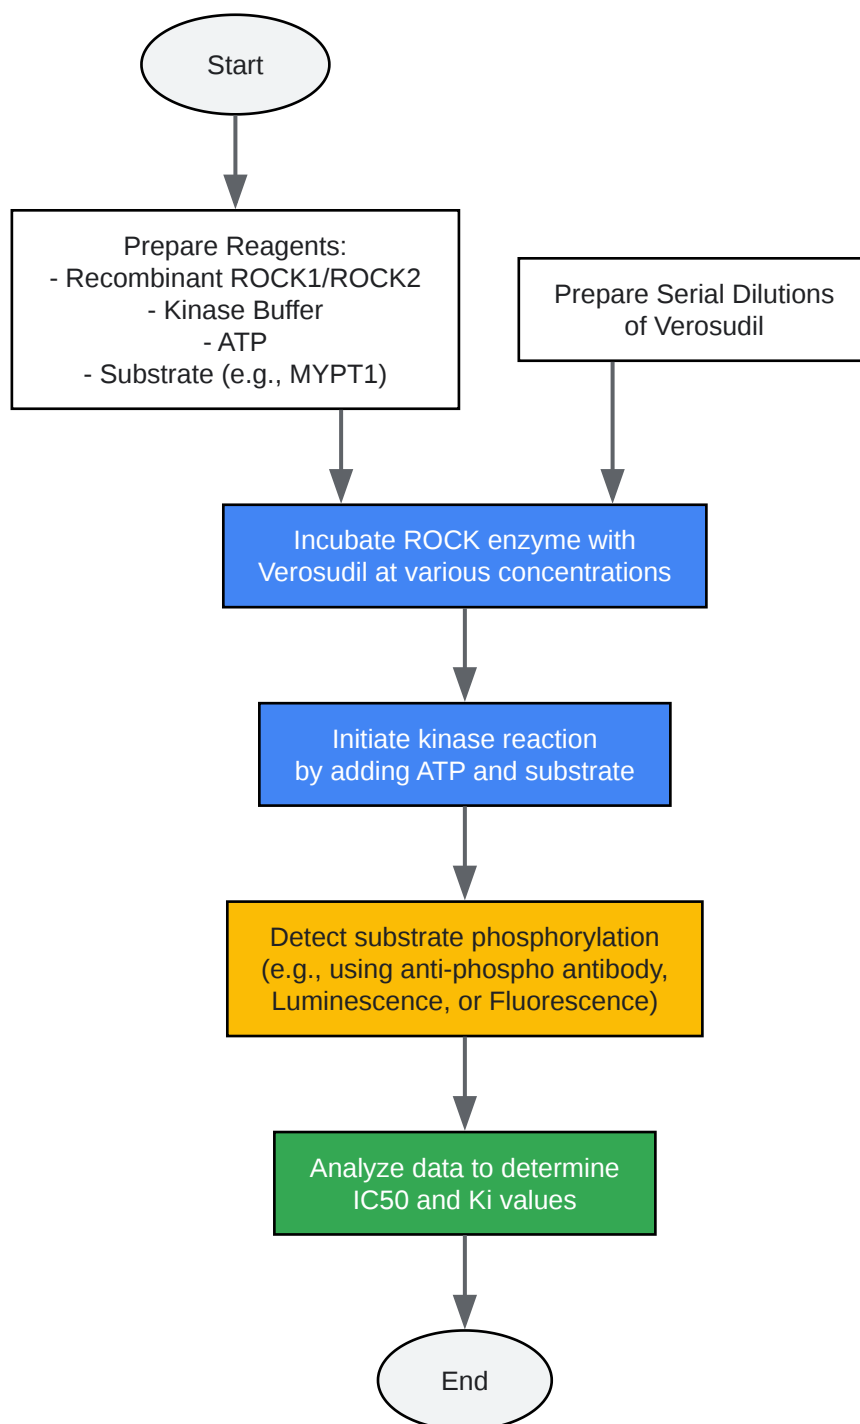 Start
Prepare Reagents:
- Recombinant ROCK1/ROCK2
- Kinase Buffer
- ATP
- Substrate (e.g., MYPT1)
Prepare Serial Dilutions
of Verosudil
Incubate ROCK enzyme with
Verosudil at various concentrations
Initiate kinase reaction
by adding ATP and substrate
Detect substrate phosphorylation
(e.g., using anti-phospho antibody,
Luminescence, or Fluorescence)
Analyze data to determine
IC50 and Ki values
End